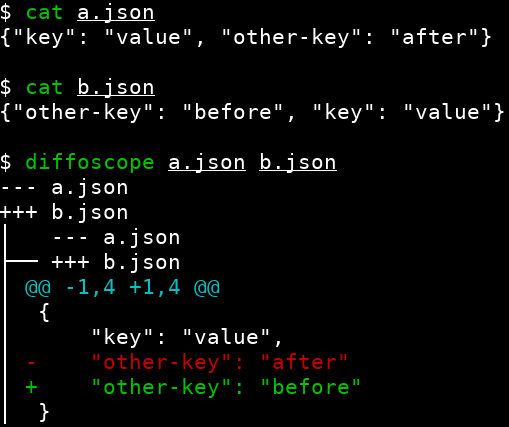 $ cat a.json
{"key": "value", "other-key": "after"}
$ cat b.json
{"other-key": "before", "key": "value"}
$ diffoscope a.json b.json
--- a.json
+++ b.json
--- a.json
+++ b.json
@@ -1,4 +1,4 @@
{
"key": "value",
- "other-key": "after"
+ "other-key": "before"
}